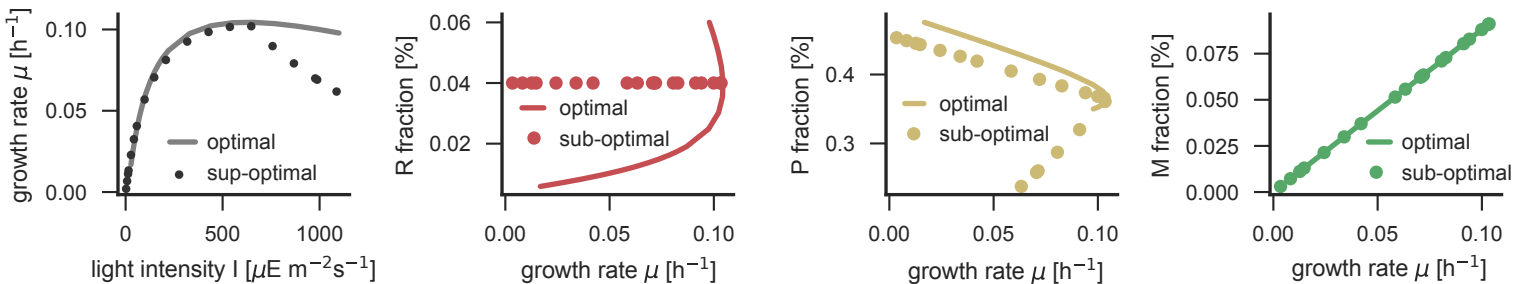 growth rate μ [h⁻¹]
0.10
0.05
0.00
optimal
sup-optimal
0
500
1000
light intensity I [μE m⁻²s⁻¹]
R fraction [%]
0.06
0.04
0.02
optimal
sub-optimal
0.00
0.05
0.10
growth rate μ [h⁻¹]
P fraction [%]
0.4
0.3
optimal
sub-optimal
0.00
0.05
0.10
growth rate μ [h⁻¹]
M fraction [%]
0.075
0.050
0.025
0.000
optimal
sub-optimal
0.00
0.05
0.10
growth rate μ [h⁻¹]